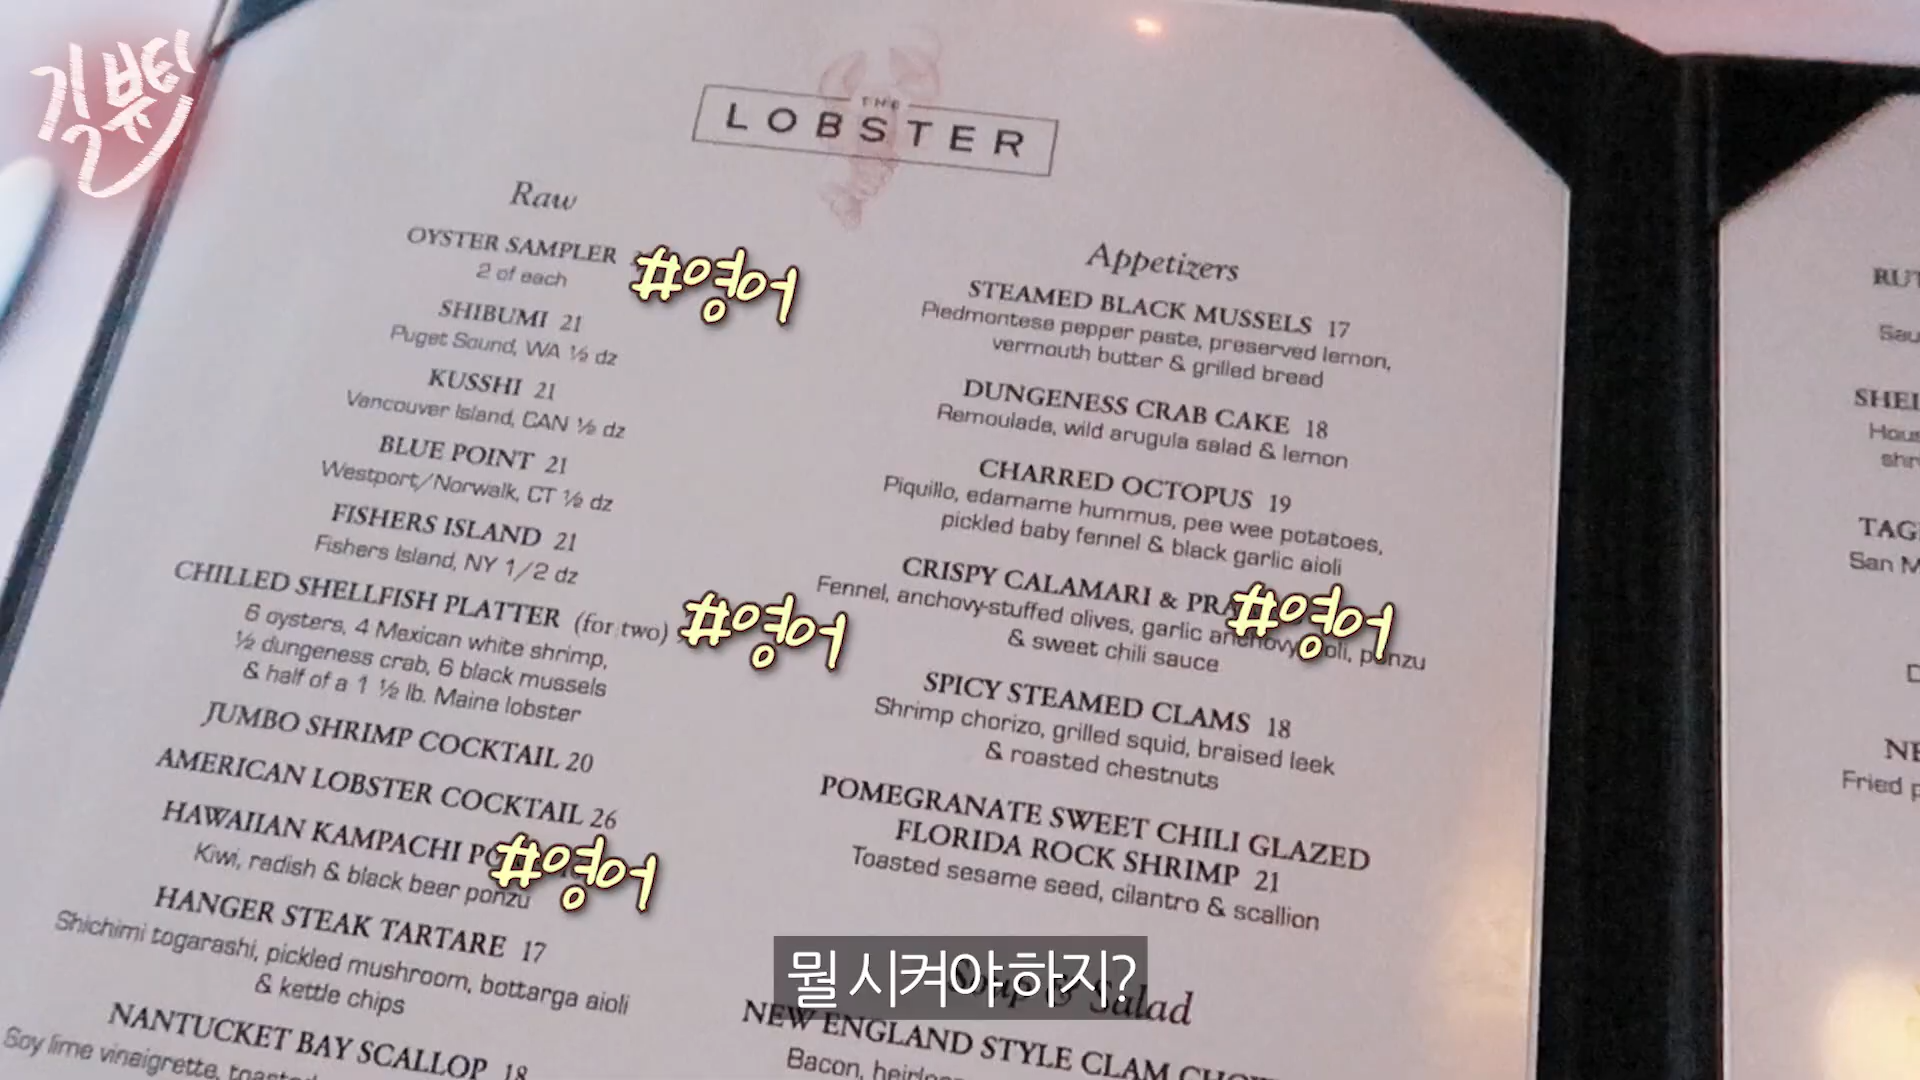 길뷰티
THE
LOBSTER
Raw
OYSTER SAMPLER
2 of each
SHIBUMI 21
Puget Sound, WA ½ dz
KUSSHI 21
Vancouver Island, CAN ½ dz
BLUE POINT 21
Westport/Norwalk, CT ½ dz
FISHERS ISLAND 21
Fishers Island, NY 1/2 dz
CHILLED SHELLFISH PLATTER (for two)
6 oysters, 4 Mexican white shrimp,
½ dungeness crab, 6 black mussels
& half of a 1 ½ lb. Maine lobster
JUMBO SHRIMP COCKTAIL 20
AMERICAN LOBSTER COCKTAIL 26
HAWAIIAN KAMPACHI
Kiwi, radish & black beer ponzu
HANGER STEAK TARTARE 17
Shichimi togarashi, pickled mushroom, bottarga aioli
& kettle chips
NANTUCKET BAY SCALLOP 18
Soy lime vinaigrette,
#영어
#영어
#영어
Appetizers
STEAMED BLACK MUSSELS 17
Piedmontese pepper paste, preserved lemon,
vermouth butter & grilled bread
DUNGENESS CRAB CAKE 18
Remoulade, wild arugula salad & lemon
CHARRED OCTOPUS 19
Piquillo, edamame hummus, pee wee potatoes,
pickled baby fennel & black garlic aioli
CRISPY CALAMARI &
Fennel, anchovy-stuffed olives, garlic anchovy aioli, ponzu
& sweet chili sauce
#영어
SPICY STEAMED CLAMS 18
Shrimp chorizo, grilled squid, braised leek
& roasted chestnuts
POMEGRANATE SWEET CHILI GLAZED
FLORIDA ROCK SHRIMP 21
Toasted sesame seed, cilantro & scallion
Soup & Salad
NEW ENGLAND STYLE CLAM
Bacon,
뭘 시켜야 하지?
San
Fried